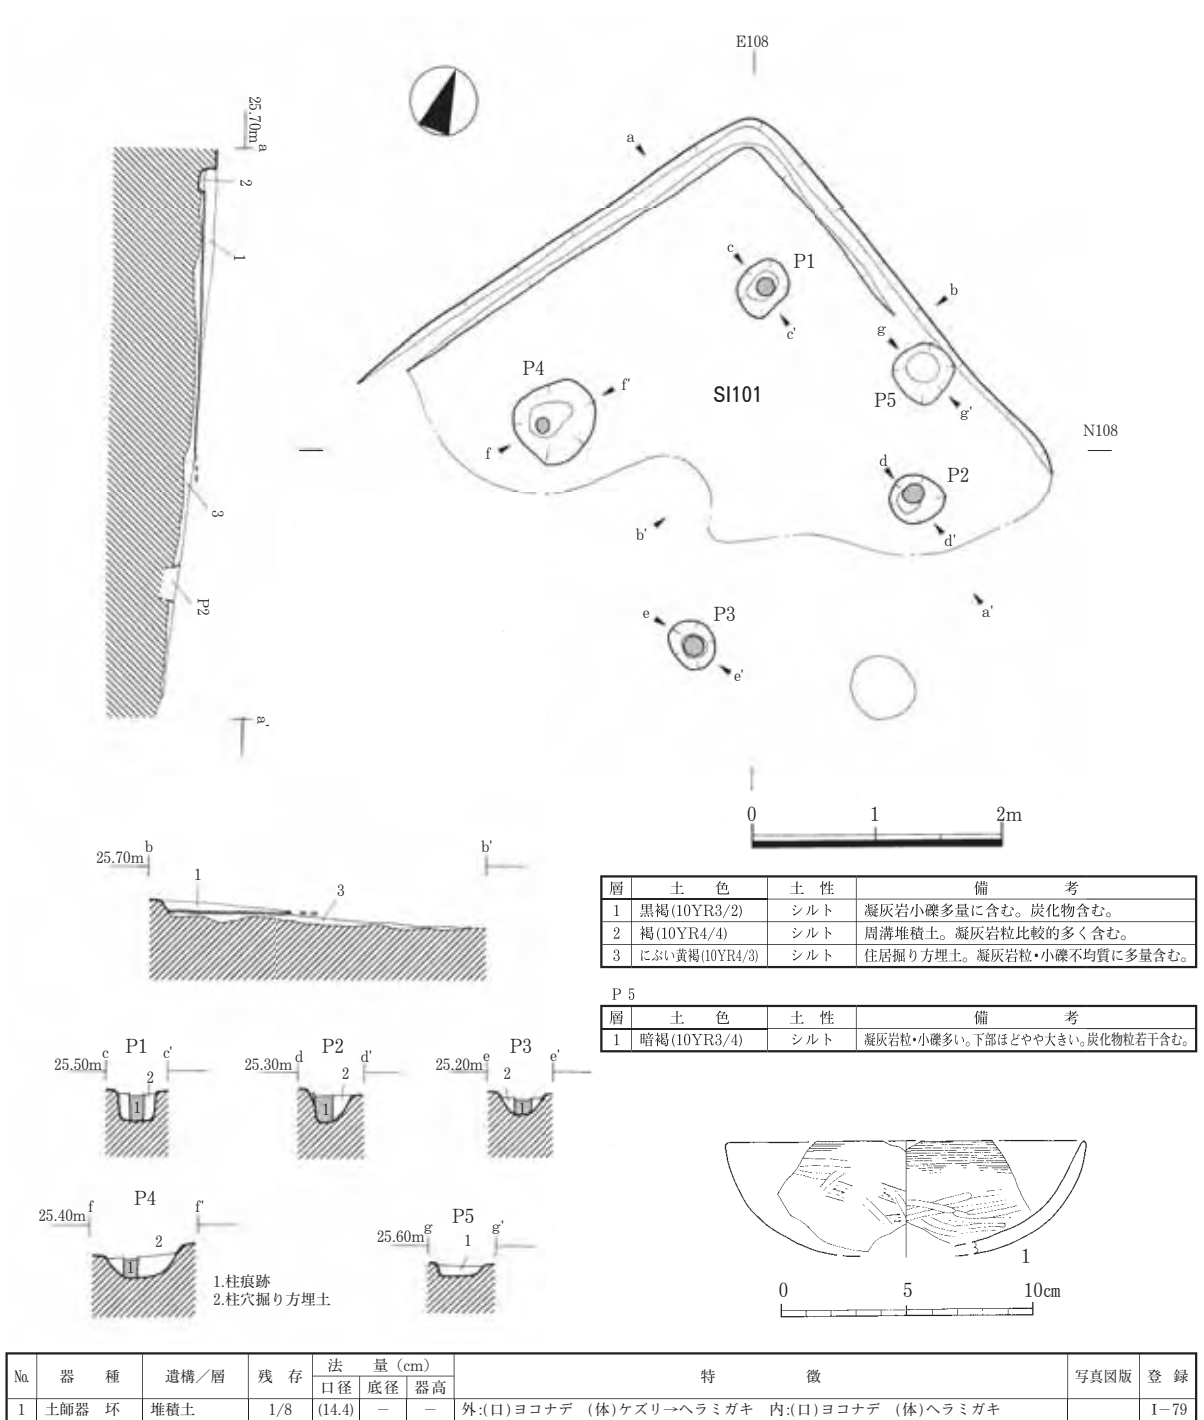 E108
25.70m a
2
1
3
P2
a'
a
c
P1
c'
b
g
P5
g'
P4
f'
f
SI101
N108
d
P2
d'
b'
a'
e
P3
e'
0 1 2m
25.70m b b'
1
3
層 土色 土性 備考
1 黒褐(10YR3/2) シルト 凝灰岩小礫多量に含む。炭化物含む。
2 褐(10YR4/4) シルト 周溝堆積土。凝灰岩粒比較的多く含む。
3 にぶい黄褐(10YR4/3) シルト 住居掘り方埋土。凝灰岩粒・小礫不均質に多量含む。
P5
層 土色 土性 備考
1 暗褐(10YR3/4) シルト 凝灰岩粒・小礫多い。下部ほどやや大きい。炭化物粒若干含む。
P1
25.50m c c'
2
1
P2
25.30m d d'
2
1
P3
25.20m e e'
2
1
P4
25.40m f f'
2
1
1.柱痕跡
2.柱穴掘り方埋土
P5
25.60m g g'
1
1
0 5 10cm
№ 器種 遺構／層 残存 法量(cm) 特徴 写真図版 登録
口径 底径 器高
1 土師器 坏 堆積土 1/8 (14.4) － － 外:(口)ヨコナデ (体)ケズリ→ヘラミガキ 内:(口)ヨコナデ (体)ヘラミガキ I－79